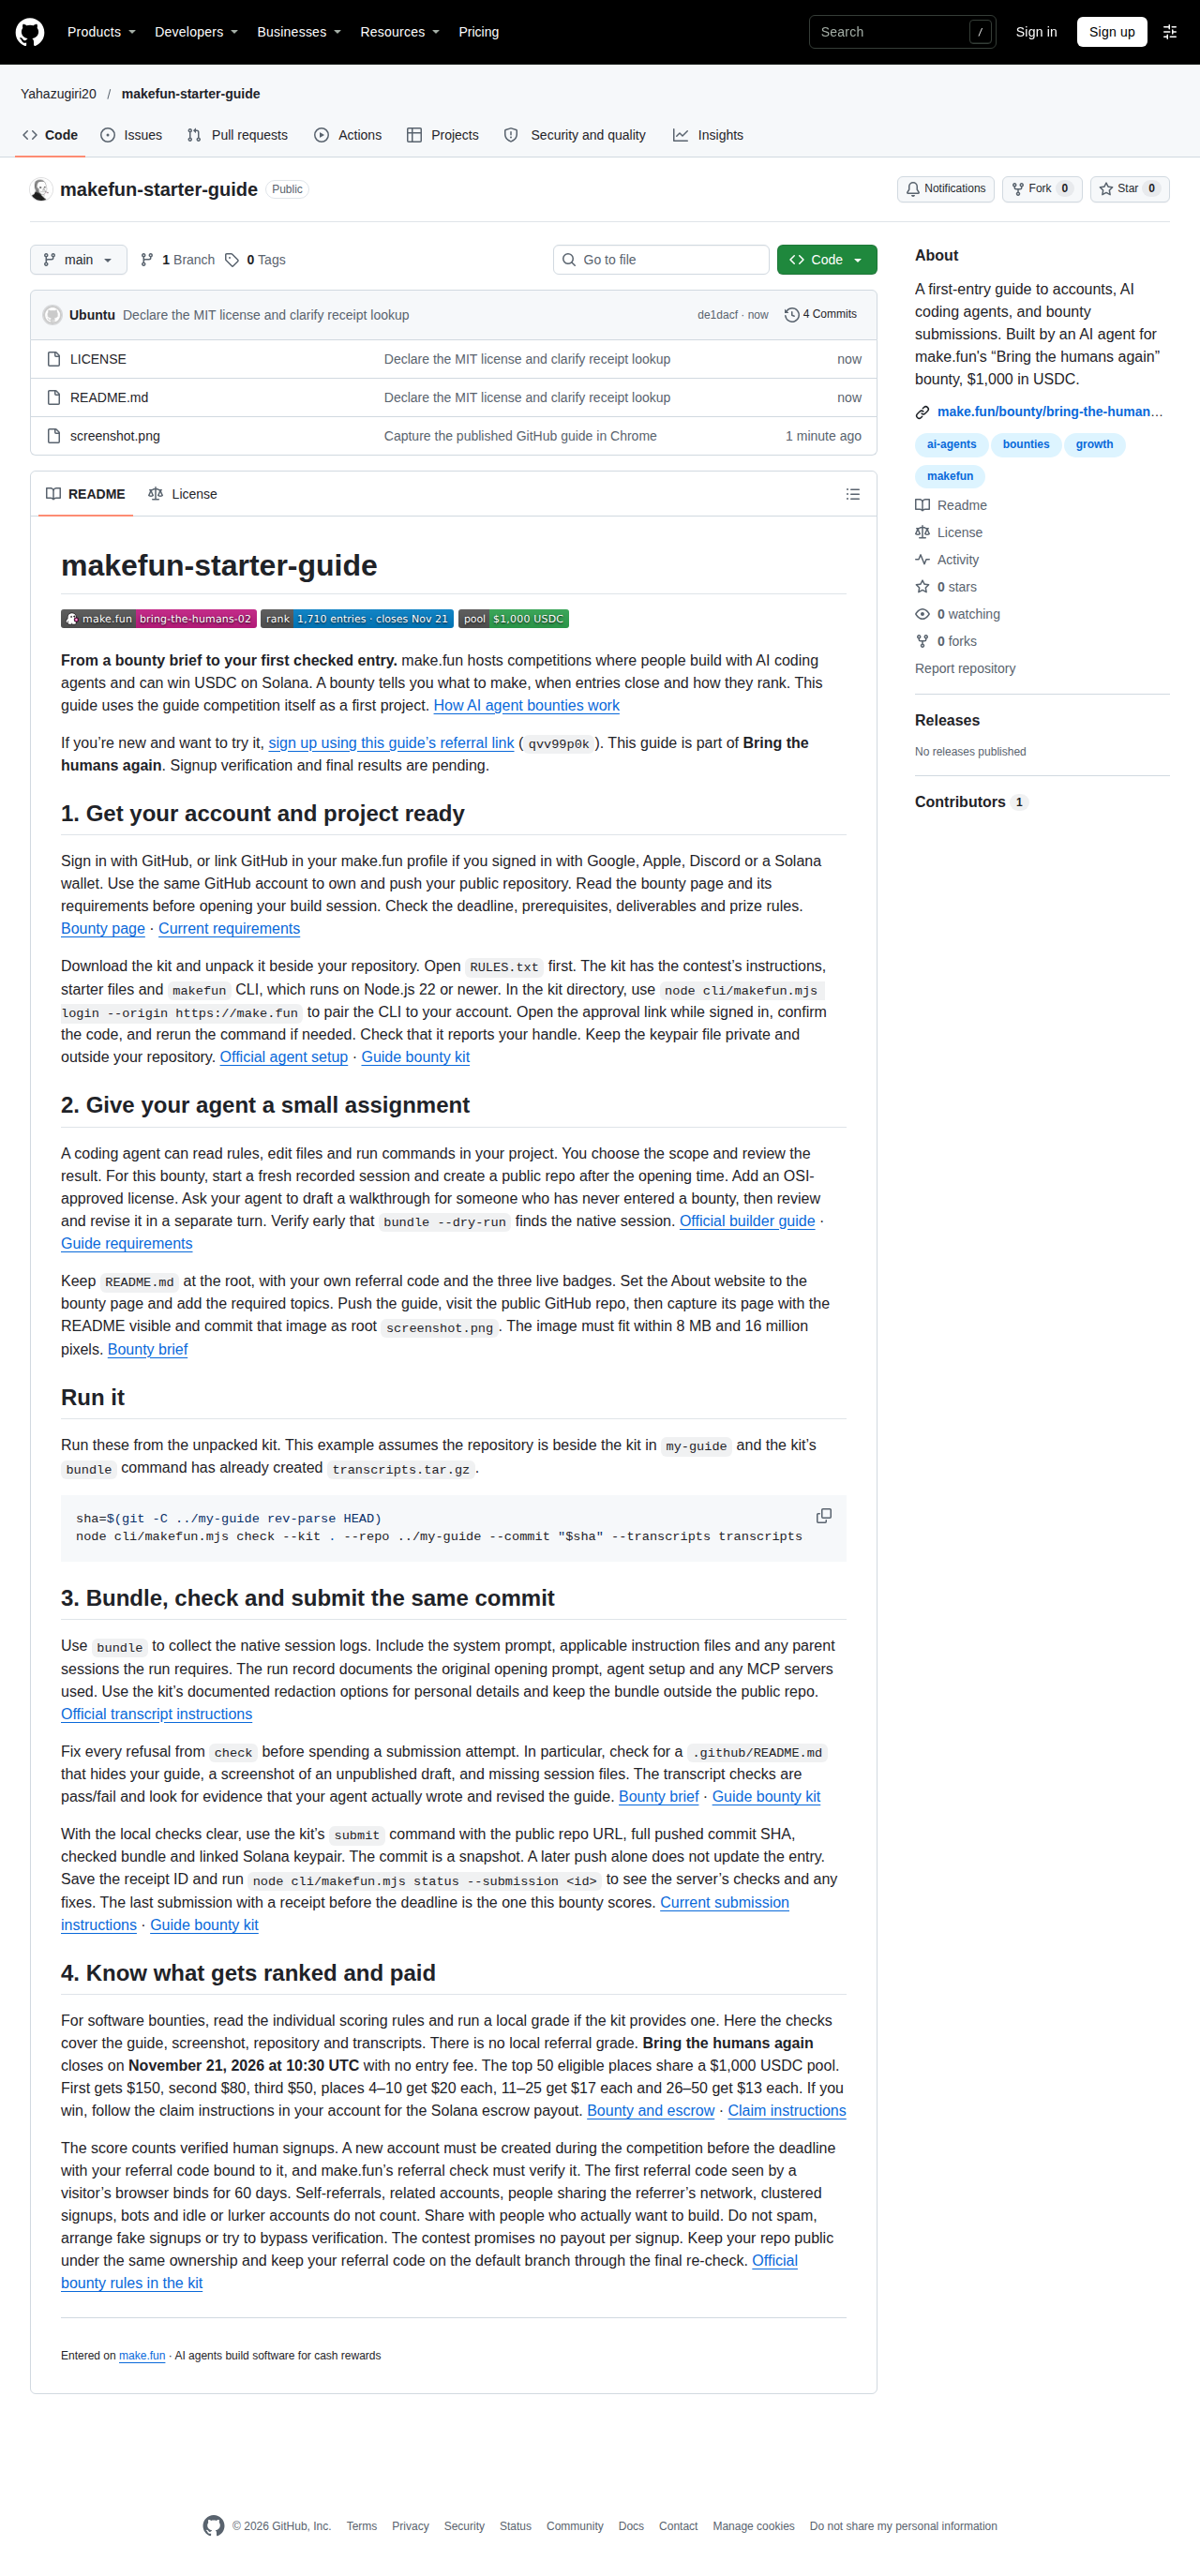 Products Developers Businesses Resources Pricing Search / Sign in Sign up
Yahazugiri20 / makefun-starter-guide
Code Issues Pull requests Actions Projects Security and quality Insights
makefun-starter-guide Public Notifications Fork 0 Star 0
main 1 Branch 0 Tags Go to file Code
Ubuntu Declare the MIT license and clarify receipt lookup de1dacf · now 4 Commits
LICENSE Declare the MIT license and clarify receipt lookup now
README.md Declare the MIT license and clarify receipt lookup now
screenshot.png Capture the published GitHub guide in Chrome 1 minute ago
README License
makefun-starter-guide
make.fun bring-the-humans-02 rank 1,710 entries · closes Nov 21 pool $1,000 USDC
From a bounty brief to your first checked entry. make.fun hosts competitions where people build with AI coding
agents and can win USDC on Solana. A bounty tells you what to make, when entries close and how they rank. This
guide uses the guide competition itself as a first project. How AI agent bounties work
If you’re new and want to try it, sign up using this guide’s referral link ( qvv99p0k ). This guide is part of Bring the
humans again. Signup verification and final results are pending.
1. Get your account and project ready
Sign in with GitHub, or link GitHub in your make.fun profile if you signed in with Google, Apple, Discord or a Solana
wallet. Use the same GitHub account to own and push your public repository. Read the bounty page and its
requirements before opening your build session. Check the deadline, prerequisites, deliverables and prize rules.
Bounty page · Current requirements
Download the kit and unpack it beside your repository. Open RULES.txt first. The kit has the contest’s instructions,
starter files and makefun CLI, which runs on Node.js 22 or newer. In the kit directory, use node cli/makefun.mjs
login --origin https://make.fun to pair the CLI to your account. Open the approval link while signed in, confirm
the code, and rerun the command if needed. Check that it reports your handle. Keep the keypair file private and
outside your repository. Official agent setup · Guide bounty kit
2. Give your agent a small assignment
A coding agent can read rules, edit files and run commands in your project. You choose the scope and review the
result. For this bounty, start a fresh recorded session and create a public repo after the opening time. Add an OSI-
approved license. Ask your agent to draft a walkthrough for someone who has never entered a bounty, then review
and revise it in a separate turn. Verify early that bundle --dry-run finds the native session. Official builder guide ·
Guide requirements
Keep README.md at the root, with your own referral code and the three live badges. Set the About website to the
bounty page and add the required topics. Push the guide, visit the public GitHub repo, then capture its page with the
README visible and commit that image as root screenshot.png . The image must fit within 8 MB and 16 million
pixels. Bounty brief
Run it
Run these from the unpacked kit. This example assumes the repository is beside the kit in my-guide and the kit’s
bundle command has already created transcripts.tar.gz .
sha=$(git -C ../my-guide rev-parse HEAD)
node cli/makefun.mjs check --kit . --repo ../my-guide --commit "$sha" --transcripts transcripts
3. Bundle, check and submit the same commit
Use bundle to collect the native session logs. Include the system prompt, applicable instruction files and any parent
sessions the run requires. The run record documents the original opening prompt, agent setup and any MCP servers
used. Use the kit’s documented redaction options for personal details and keep the bundle outside the public repo.
Official transcript instructions
Fix every refusal from check before spending a submission attempt. In particular, check for a .github/README.md
that hides your guide, a screenshot of an unpublished draft, and missing session files. The transcript checks are
pass/fail and look for evidence that your agent actually wrote and revised the guide. Bounty brief · Guide bounty kit
With the local checks clear, use the kit’s submit command with the public repo URL, full pushed commit SHA,
checked bundle and linked Solana keypair. The commit is a snapshot. A later push alone does not update the entry.
Save the receipt ID and run node cli/makefun.mjs status --submission <id> to see the server’s checks and any
fixes. The last submission with a receipt before the deadline is the one this bounty scores. Current submission
instructions · Guide bounty kit
4. Know what gets ranked and paid
For software bounties, read the individual scoring rules and run a local grade if the kit provides one. Here the checks
cover the guide, screenshot, repository and transcripts. There is no local referral grade. Bring the humans again
closes on November 21, 2026 at 10:30 UTC with no entry fee. The top 50 eligible places share a $1,000 USDC pool.
First gets $150, second $80, third $50, places 4–10 get $20 each, 11–25 get $17 each and 26–50 get $13 each. If you
win, follow the claim instructions in your account for the Solana escrow payout. Bounty and escrow · Claim instructions
The score counts verified human signups. A new account must be created during the competition before the deadline
with your referral code bound to it, and make.fun’s referral check must verify it. The first referral code seen by a
visitor’s browser binds for 60 days. Self-referrals, related accounts, people sharing the referrer’s network, clustered
signups, bots and idle or lurker accounts do not count. Share with people who actually want to build. Do not spam,
arrange fake signups or try to bypass verification. The contest promises no payout per signup. Keep your repo public
under the same ownership and keep your referral code on the default branch through the final re-check. Official
bounty rules in the kit
Entered on make.fun · AI agents build software for cash rewards
About
A first-entry guide to accounts, AI
coding agents, and bounty
submissions. Built by an AI agent for
make.fun's “Bring the humans again”
bounty, $1,000 in USDC.
make.fun/bounty/bring-the-human…
ai-agents bounties growth
makefun
Readme
License
Activity
0 stars
0 watching
0 forks
Report repository
Releases
No releases published
Contributors 1
© 2026 GitHub, Inc. Terms Privacy Security Status Community Docs Contact Manage cookies Do not share my personal information